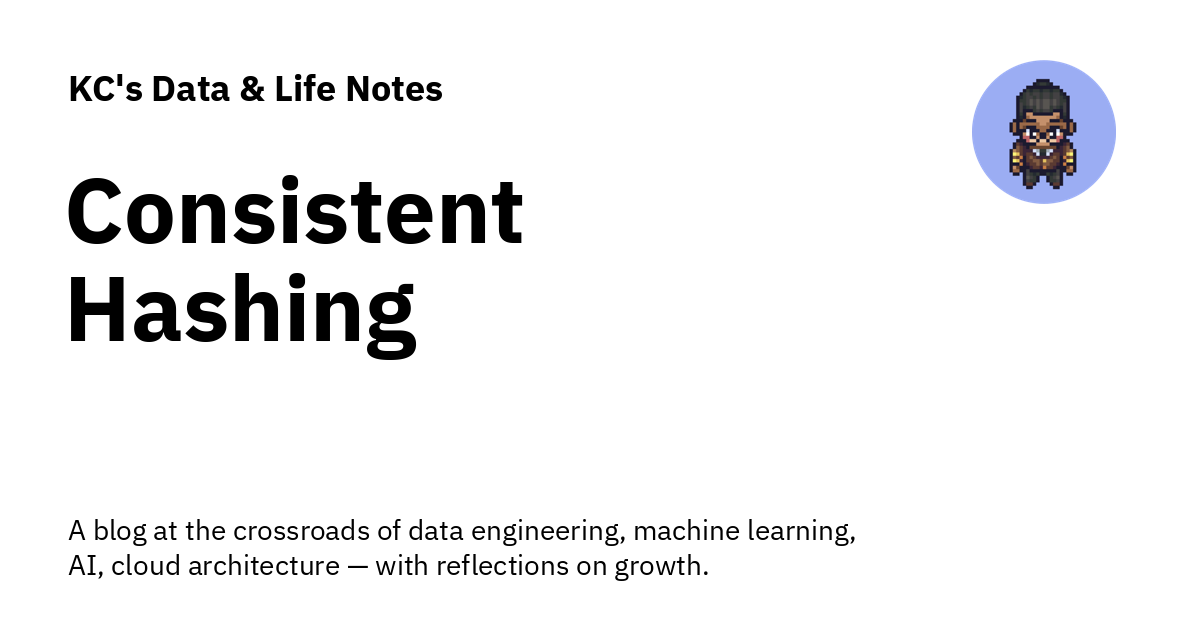 KC's Data & Life Notes
Consistent
Hashing
A blog at the crossroads of data engineering, machine learning,
AI, cloud architecture — with reflections on growth.